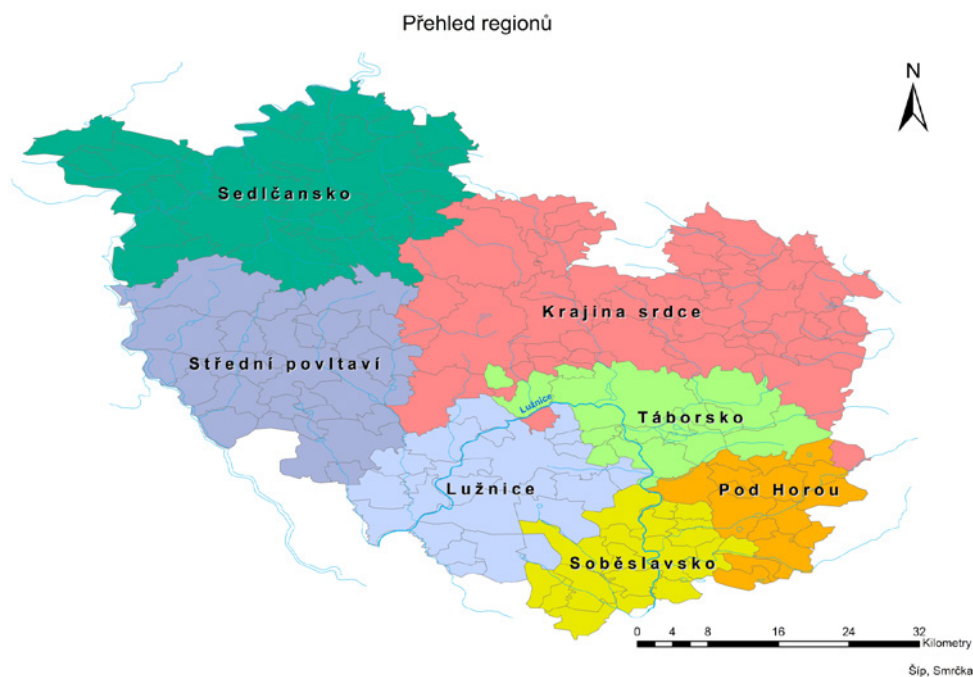 Přehled regionů
N
Sedlčansko
Krajina srdce
Střední povltaví
Lužnice
Táborsko
Lužnice
Pod Horou
Soběslavsko
0 2 4 8 16 24 32
Kilometry
Šíp, Smrčka